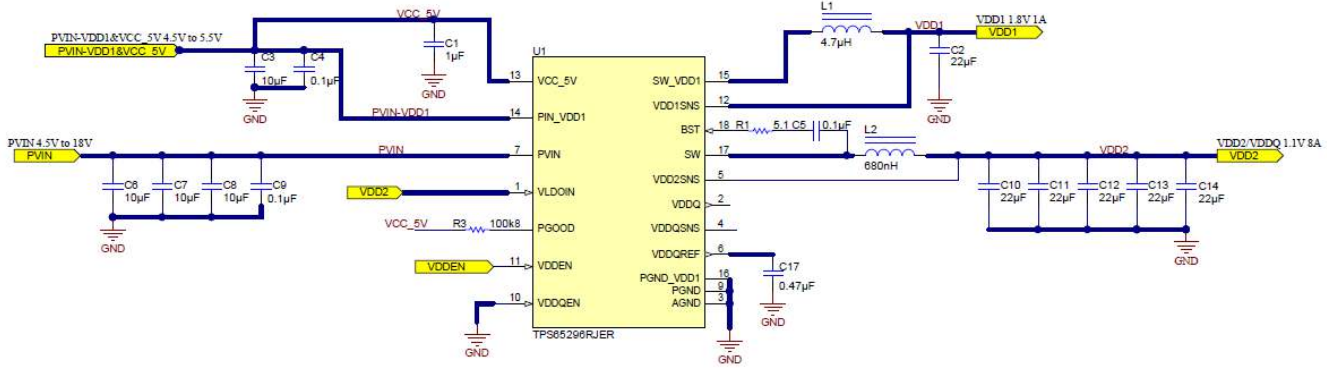 VCC_5V
L1
4.7µH
VDD1
VDD1 1.8V 1A
VDD1
PVIN-VDD1&VCC_5V 4.5V to 5.5V
PVIN-VDD1&VCC_5V
C3
10µF
C4
0.1µF
GND
C1
1µF
GND
C2
22µF
GND
U1
13
VCC_5V
SW_VDD1
15
VDD1SNS
12
PVIN-VDD1
14
PIN_VDD1
BST
18
R1
5.1
C5
0.1µF
L2
680nH
PVIN 4.5V to 18V
PVIN
PVIN
7
PVIN
SW
17
VDD2
VDD2/VDDQ 1.1V 8A
VDD2
C6
10µF
C7
10µF
C8
10µF
C9
0.1µF
GND
VDD2
1
VLDOIN
VDD2SNS
5
VDDQ
2
C10
22µF
C11
22µF
C12
22µF
C13
22µF
C14
22µF
GND
VCC_5V
R3
100k
8
PGOOD
VDDQSNS
4
VDDQREF
6
C17
0.47µF
GND
VDDEN
11
VDDEN
PGND_VDD1
16
PGND
9
AGND
3
10
VDDQEN
GND
GND
TPS65296RJER